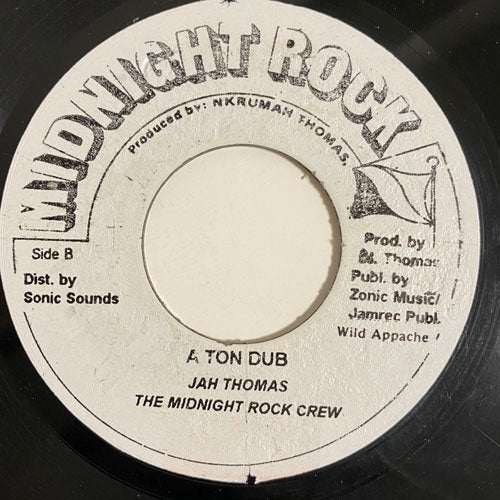 MIDNIGHT ROCK
Produced by: NKRUMAH THOMAS.
Side B
Dist. by
Sonic Sounds
Prod. by
N. Thomas
Publ. by
Zonic Music/
Jamrec Publ.
Wild Appache
A TON DUB
JAH THOMAS
THE MIDNIGHT ROCK CREW